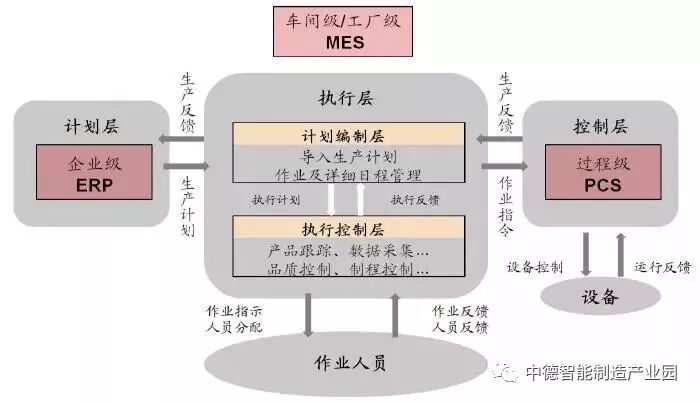 车间级/工厂级
MES
生产反馈
执行层
生产反馈
计划层
控制层
计划编制层
导入生产计划
作业及详细日程管理
企业级
ERP
过程级
PCS
生产计划
执行计划
执行反馈
作业指令
执行控制层
产品跟踪、数据采集...
品质控制、制程控制...
设备控制
运行反馈
设备
作业指示
人员分配
作业反馈
人员反馈
作业人员
中德智能制造产业园